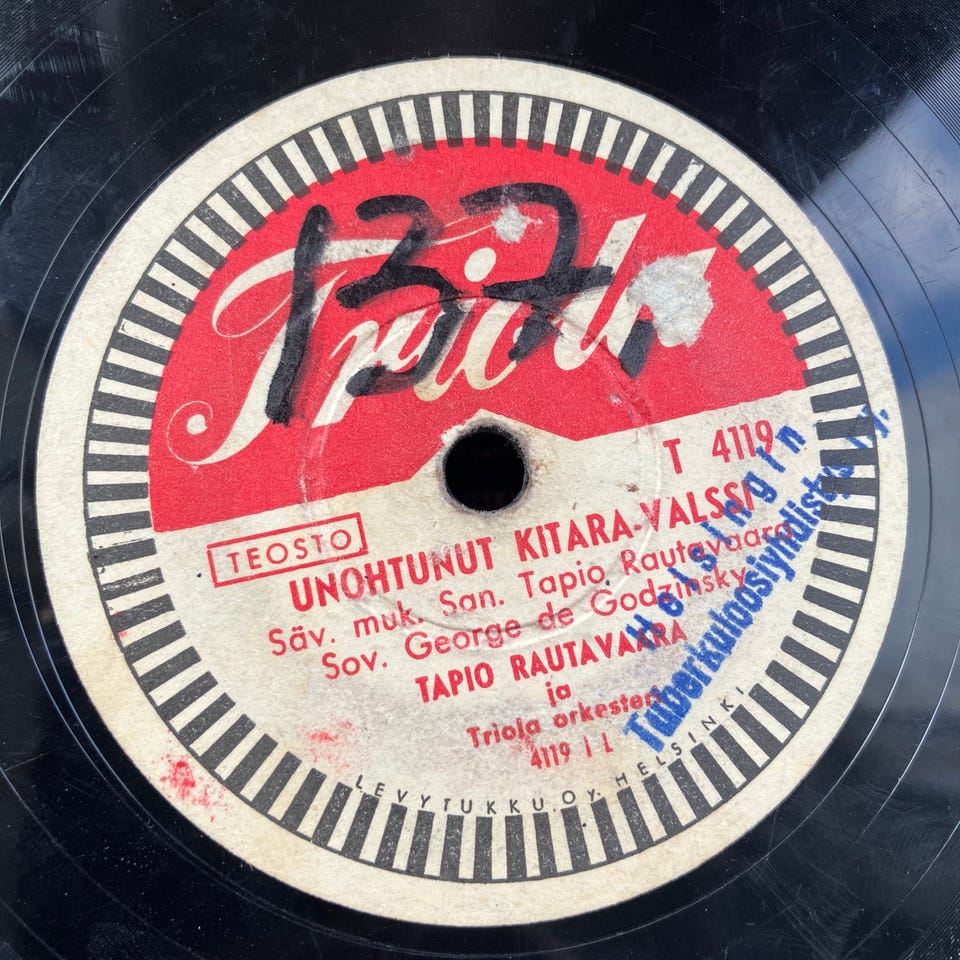 137.
Triola
T 4119
TEOSTO
UNOHTUNUT KITARA-VALSSI
Säv. muk. San. Tapio Rautavaara
Sov. George de Godzinsky
TAPIO RAUTAVAARA
ja
Triola orkesteri
4119 1 L
LEVYTUKKU OY. HELSINKI
Helsingin
Tuberkuloosiyhdistys r.y.